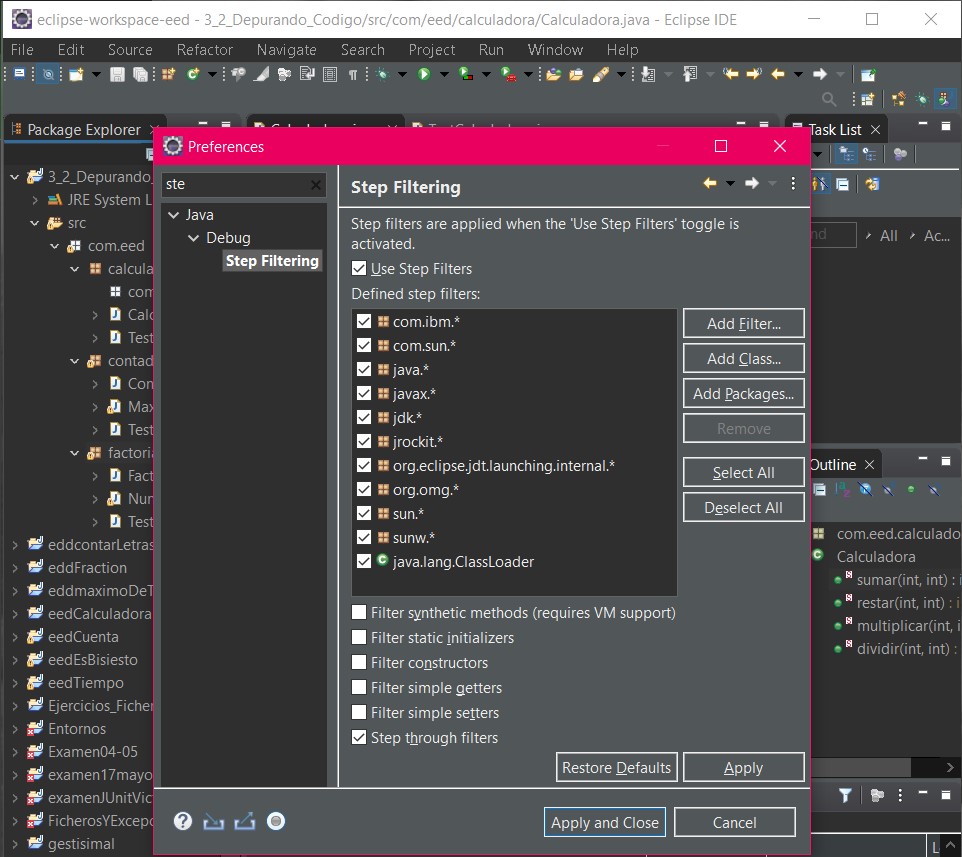 eclipse-workspace-eed - 3_2_Depurando_Codigo/src/com/eed/calculadora/Calculadora.java - Eclipse IDE
File Edit Source Refactor Navigate Search Project Run Window Help
Package Explorer
Task List
Preferences
3_2_Depurando_
JRE System L
src
com.eed
calcula
com
Calc
Test
contad
Con
Max
Test
factoria
Fact
Num
Test
eddcontarLetras
eddFraction
eddmaximoDeT
eedCalculadora
eedCuenta
eedEsBisiesto
eedTiempo
Ejercicios_Ficher
Entornos
Examen04-05
examen17mayo
examenJUnitVic
FicherosYExcepc
gestisimal
ste
Java
Debug
Step Filtering
Step Filtering
Step filters are applied when the 'Use Step Filters' toggle is
activated.
Use Step Filters
Defined step filters:
com.ibm.*
com.sun.*
java.*
javax.*
jdk.*
jrockit.*
org.eclipse.jdt.launching.internal.*
org.omg.*
sun.*
sunw.*
java.lang.ClassLoader
Add Filter...
Add Class...
Add Packages...
Remove
Select All
Deselect All
Filter synthetic methods (requires VM support)
Filter static initializers
Filter constructors
Filter simple getters
Filter simple setters
Step through filters
Restore Defaults
Apply
Apply and Close
Cancel
nd All Ac...
Outline
com.eed.calculado
Calculadora
sumar(int, int) : i
restar(int, int) : i
multiplicar(int, i
dividir(int, int) :